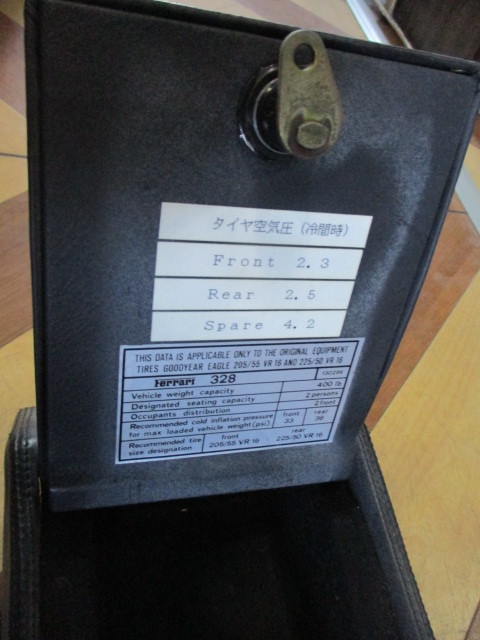 タイヤ空気圧(冷間時)
Front 2.3
Rear 2.5
Spare 4.2
THIS DATA IS APPLICABLE ONLY TO THE ORIGINAL EQUIPMENT
TIRES GOODYEAR EAGLE 205/55 VR 16 AND 225/50 VR 16
Ferrari 328
Vehicle weight capacity 400 lb
Designated seating capacity 2 persons
Occupants distribution 2 front
Recommended cold inflation pressure front rear
for max loaded vehicle weight (psi) 33 36
Recommended tire front rear
size designation 205/55 VR 16 225/50 VR 16